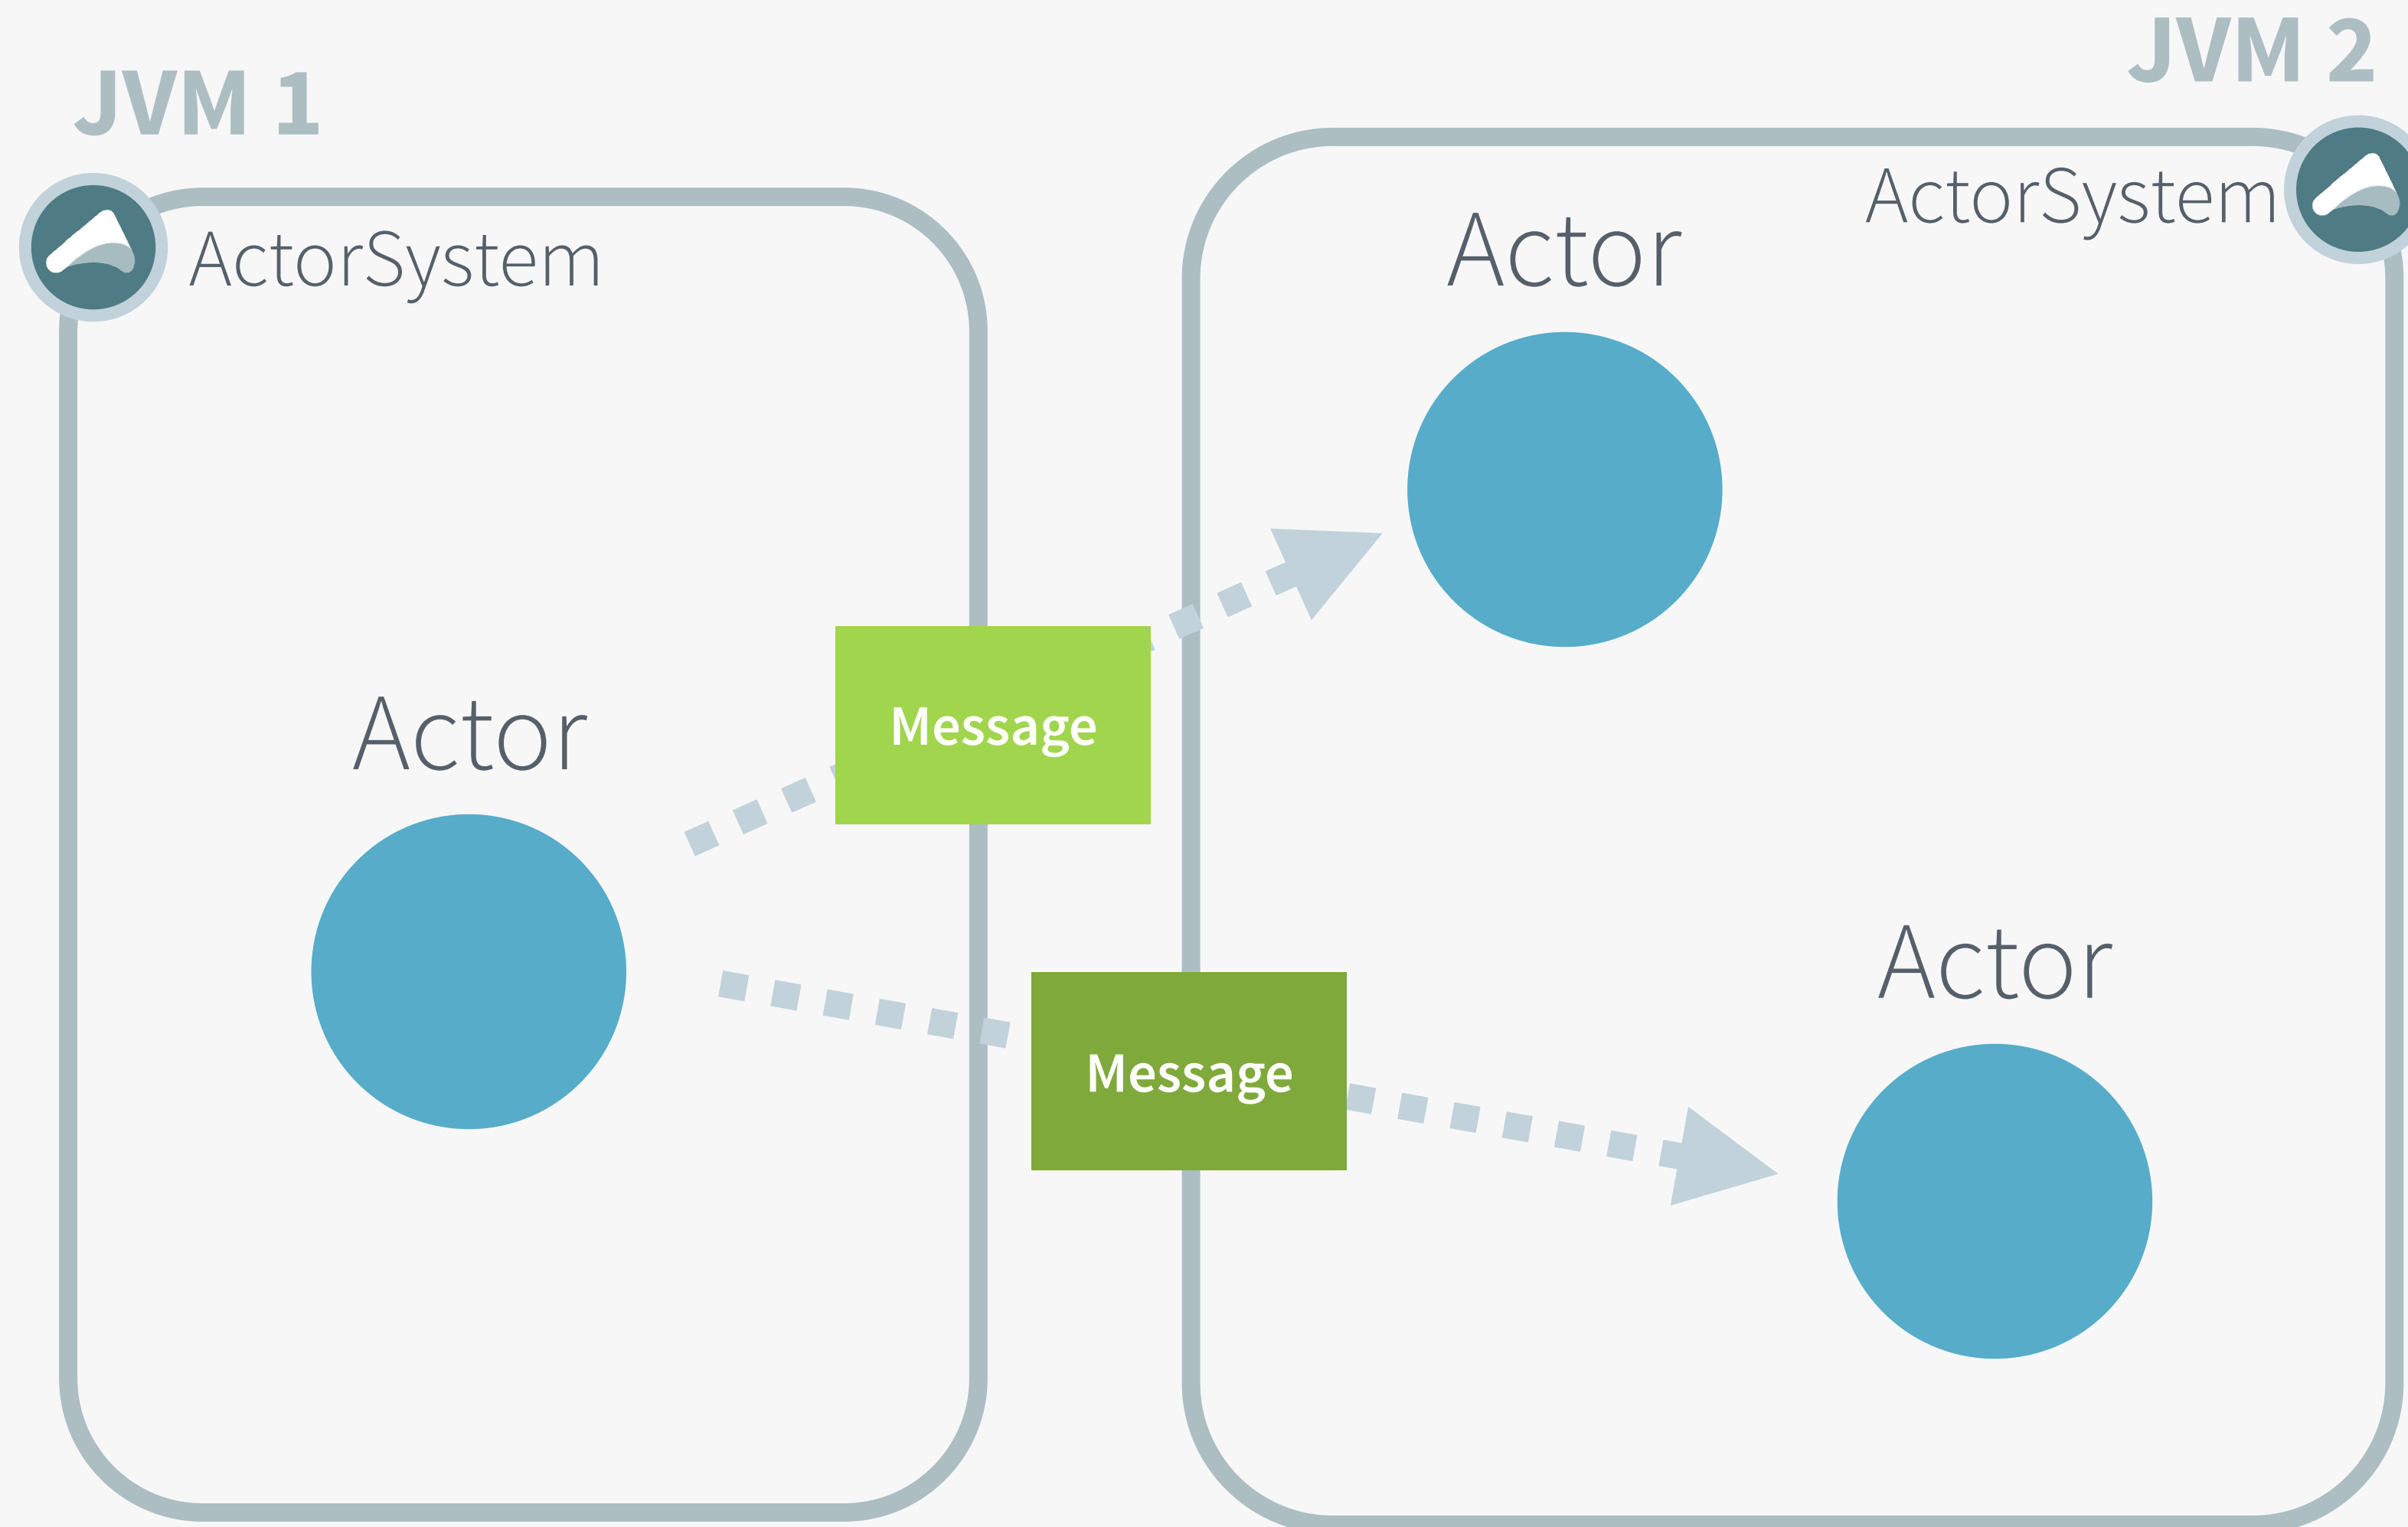 JVM 1
JVM 2
ActorSystem
ActorSystem
Actor
Actor
Message
Actor
Message